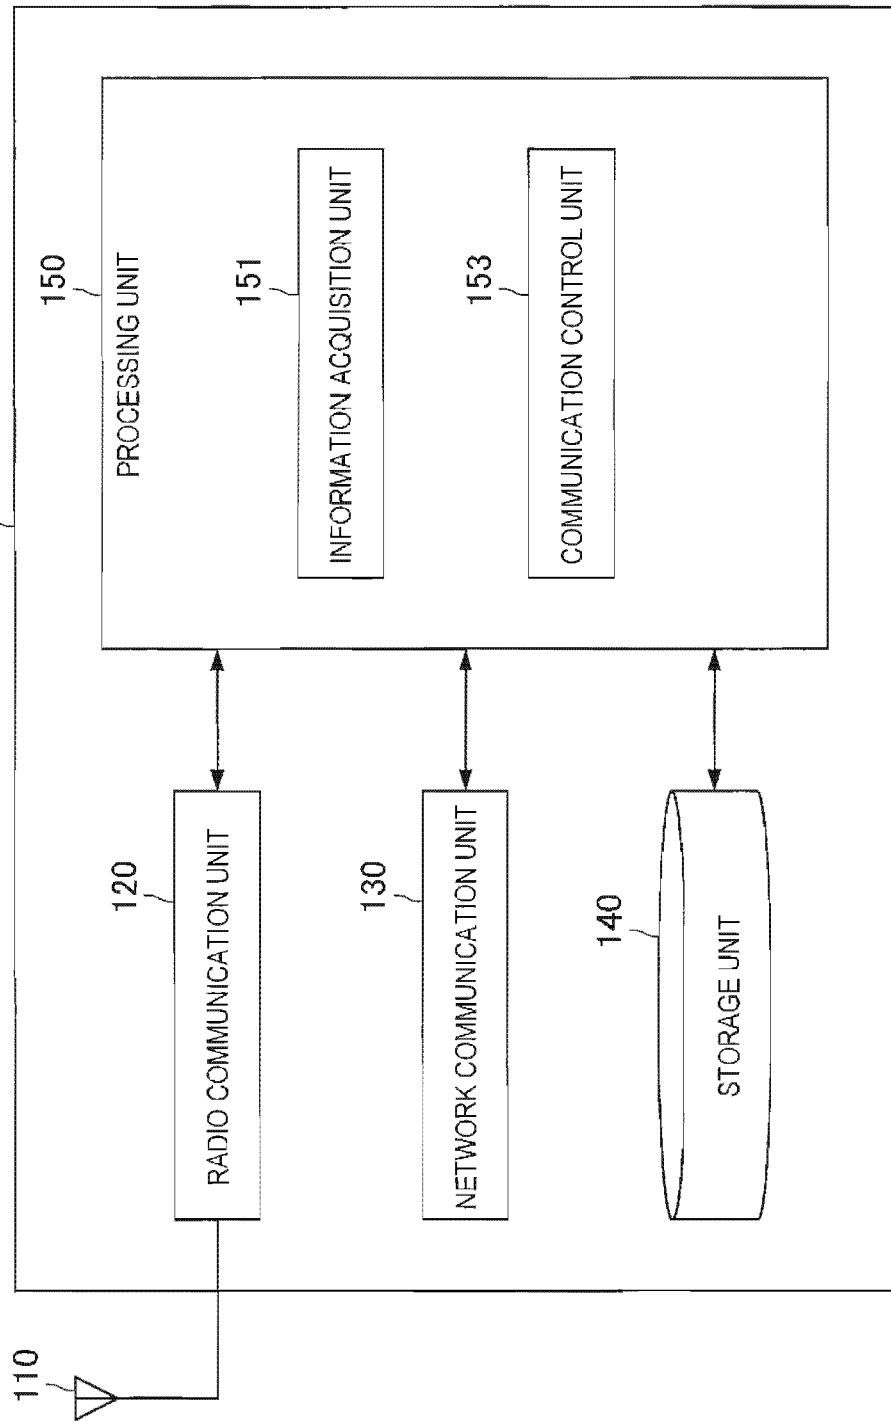 110
120
RADIO COMMUNICATION UNIT
130
NETWORK COMMUNICATION UNIT
140
STORAGE UNIT
150
PROCESSING UNIT
151
INFORMATION ACQUISITION UNIT
153
COMMUNICATION CONTROL UNIT